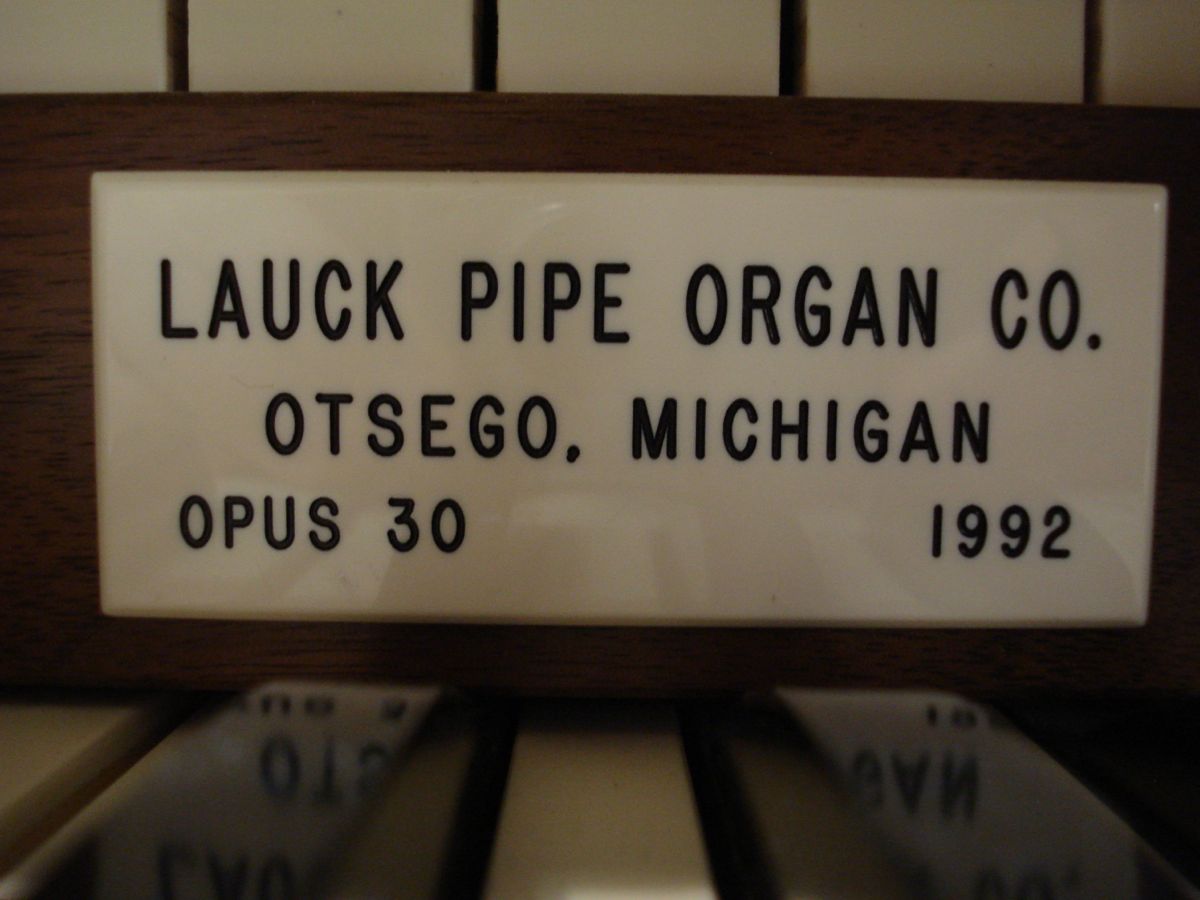 LAUCK PIPE ORGAN CO.
OTSEGO, MICHIGAN
OPUS 30 1992